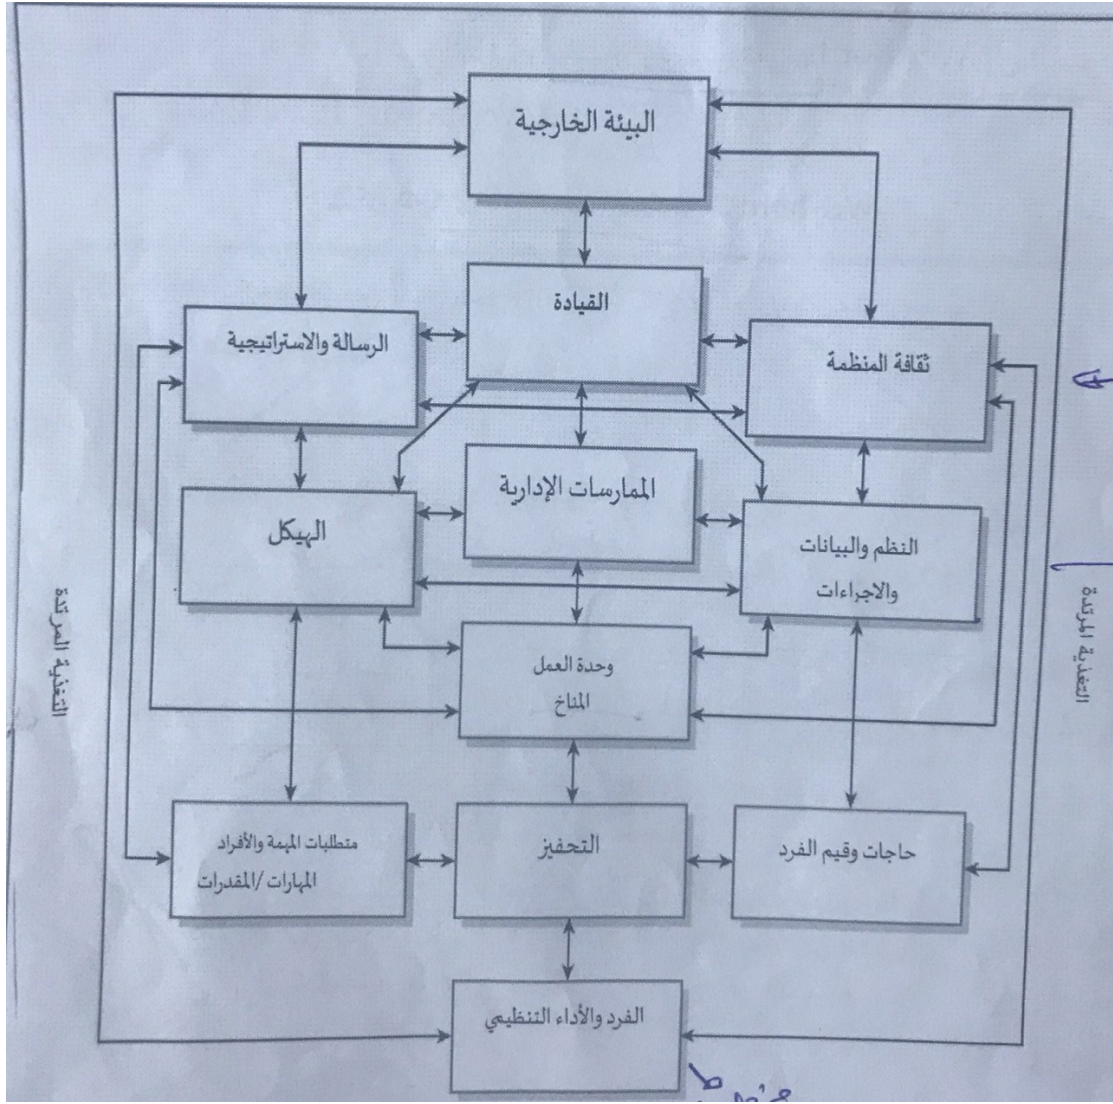 البيئة الخارجية
القيادة
ثقافة المنظمة
الرسالة والاستراتيجية
الممارسات الإدارية
النظم والبيانات
والاجراءات
الهيكل
وحدة العمل
المناخ
التغذية المرتدة
التغذية المرتدة
حاجات وقيم الفرد
التحفيز
متطلبات المهمة والأفراد
المهارات/المقدرات
الفرد والأداء التنظيمي